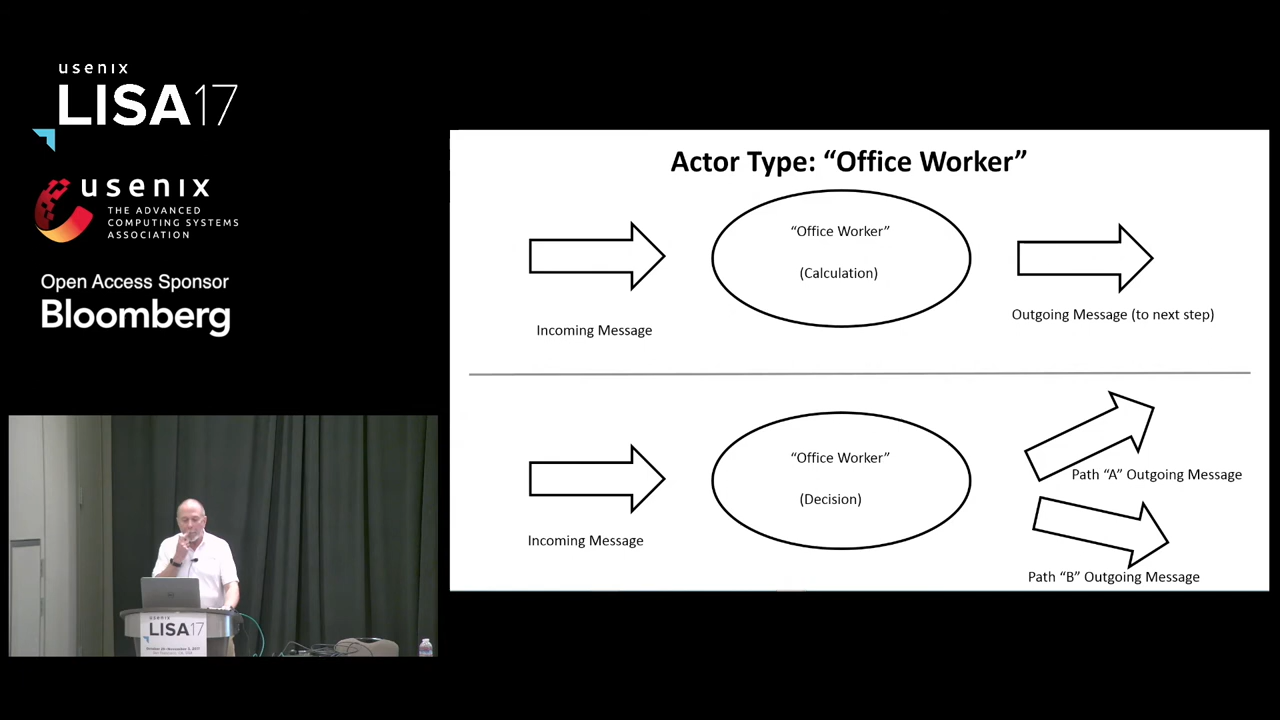 usenix
LISA17
usenix
THE ADVANCED
COMPUTING SYSTEMS
ASSOCIATION
Open Access Sponsor
Bloomberg
Actor Type: “Office Worker”
“Office Worker”
(Calculation)
Incoming Message
Outgoing Message (to next step)
“Office Worker”
(Decision)
Incoming Message
Path “A” Outgoing Message
Path “B” Outgoing Message
usenix
LISA17